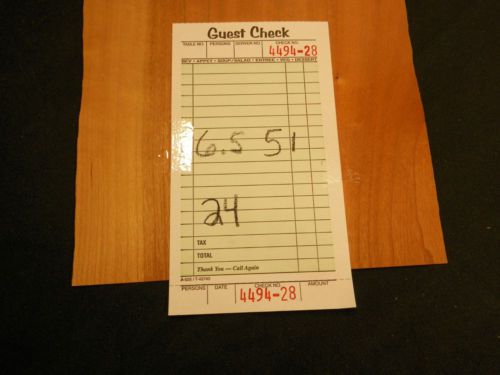 Guest Check
TABLE NO. PERSONS SERVER NO. CHECK NO.
4494-28
BEV · APPET · SOUP/SALAD · ENTREE · VEG · DESSERT
6.5 51
24
TAX
TOTAL
Thank You — Call Again
PERSONS DATE CHECK NO. AMOUNT
4494-28